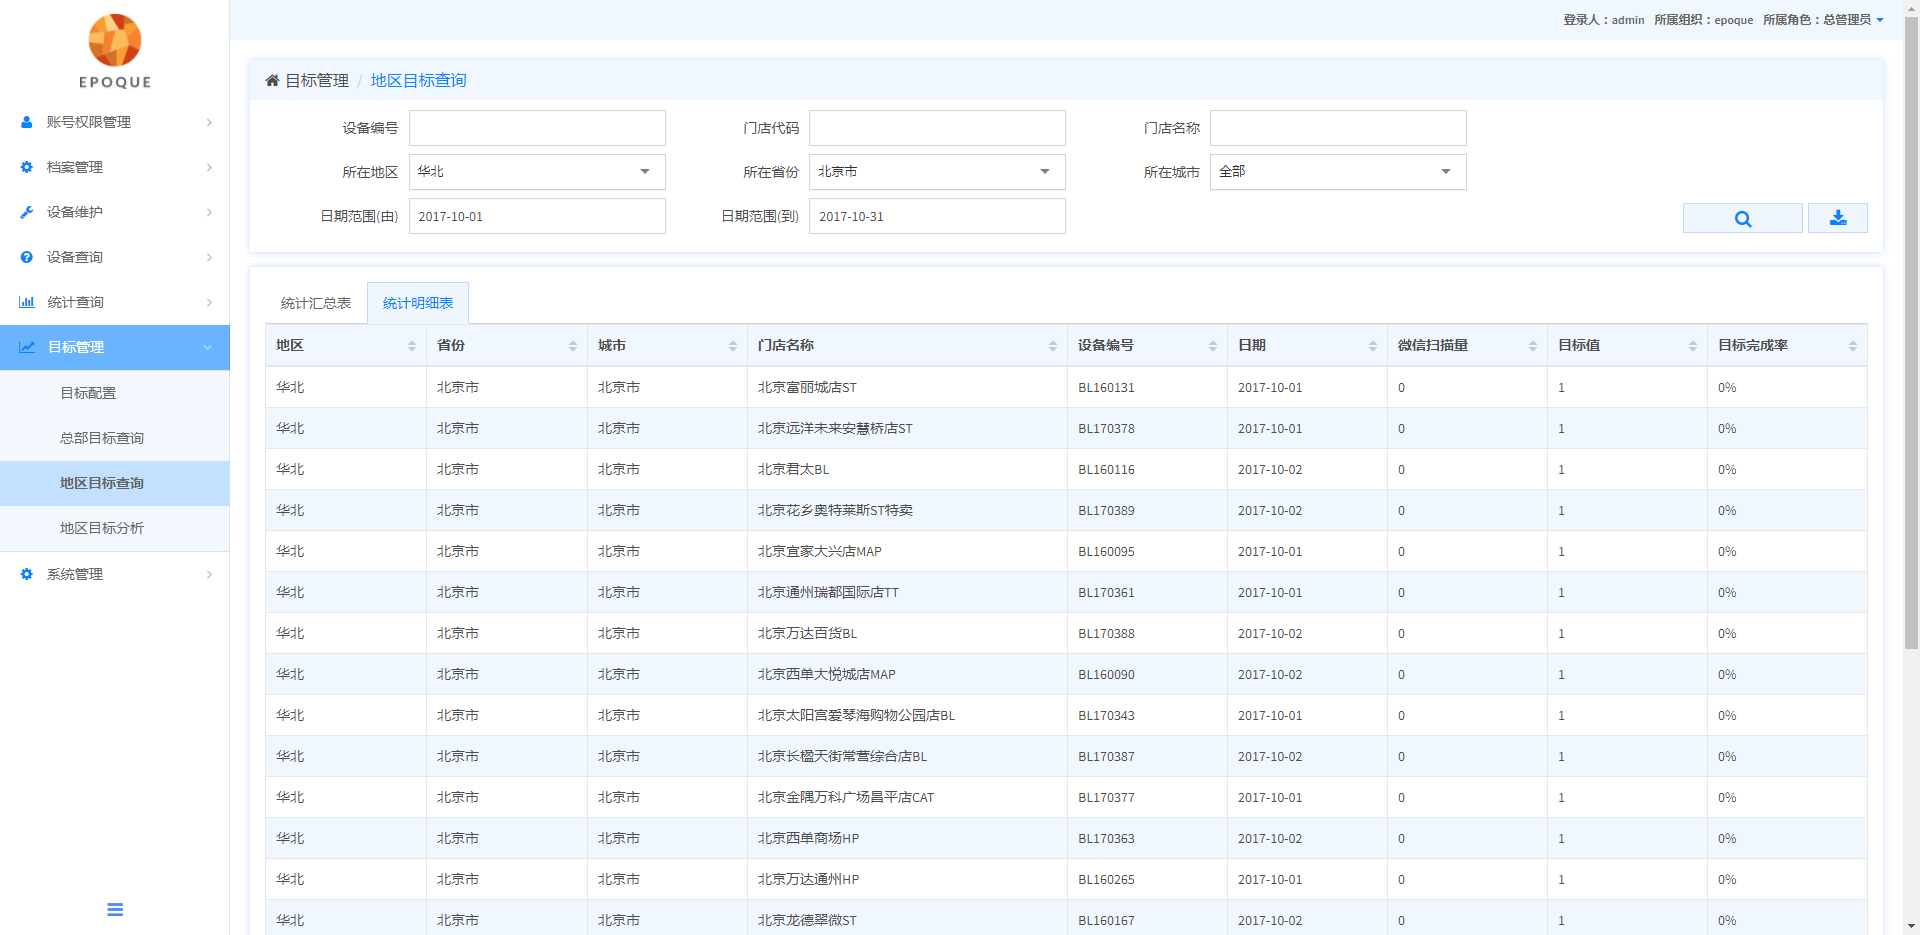 登录人：admin 所属组织：epoque 所属角色：总管理员
EPOQUE
账号权限管理
档案管理
设备维护
设备查询
统计查询
目标管理
目标配置
总部目标查询
地区目标查询
地区目标分析
系统管理
目标管理 / 地区目标查询
设备编号 门店代码 门店名称
所在地区 华北 所在省份 北京市 所在城市 全部
日期范围(由) 2017-10-01 日期范围(到) 2017-10-31
统计汇总表 统计明细表
地区 省份 城市 门店名称 设备编号 日期 微信扫描量 目标值 目标完成率
华北 北京市 北京市 北京富丽城店ST BL160131 2017-10-01 0 1 0%
华北 北京市 北京市 北京远洋未来安慧桥店ST BL170378 2017-10-01 0 1 0%
华北 北京市 北京市 北京君太BL BL160116 2017-10-02 0 1 0%
华北 北京市 北京市 北京花乡奥特莱斯ST特卖 BL170389 2017-10-02 0 1 0%
华北 北京市 北京市 北京宜家大兴店MAP BL160095 2017-10-01 0 1 0%
华北 北京市 北京市 北京通州瑞都国际店TT BL170361 2017-10-01 0 1 0%
华北 北京市 北京市 北京万达百货BL BL170388 2017-10-02 0 1 0%
华北 北京市 北京市 北京西单大悦城店MAP BL160090 2017-10-02 0 1 0%
华北 北京市 北京市 北京太阳宫爱琴海购物公园店BL BL170343 2017-10-01 0 1 0%
华北 北京市 北京市 北京长楹天街常营综合店BL BL170387 2017-10-02 0 1 0%
华北 北京市 北京市 北京金隅万科广场昌平店CAT BL170377 2017-10-01 0 1 0%
华北 北京市 北京市 北京西单商场HP BL170363 2017-10-02 0 1 0%
华北 北京市 北京市 北京万达通州HP BL160265 2017-10-01 0 1 0%
华北 北京市 北京市 北京龙德翠微ST BL160167 2017-10-02 0 1 0%